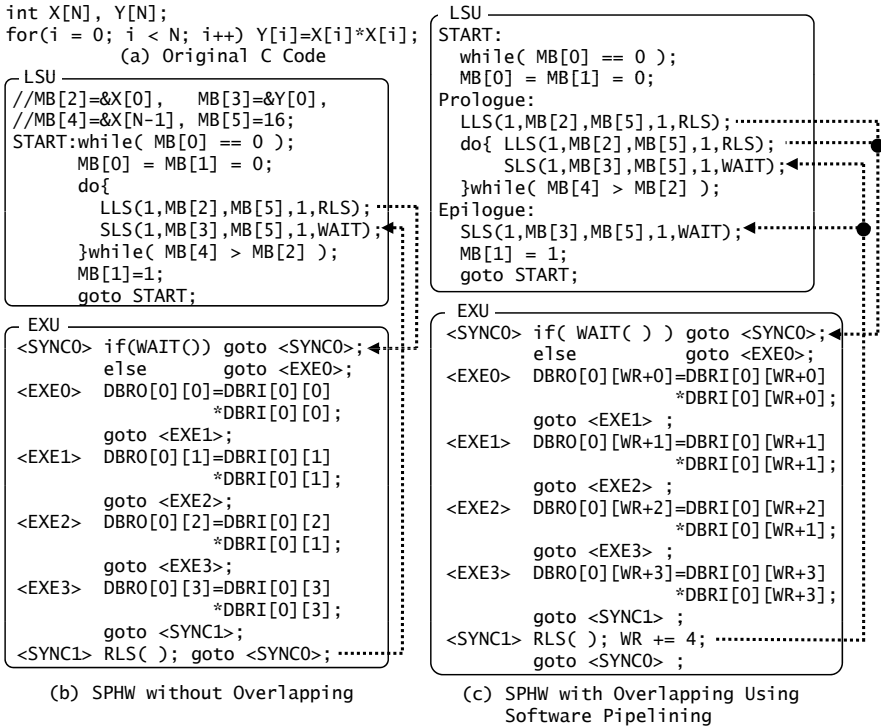 int X[N], Y[N];
for(i = 0; i < N; i++) Y[i]=X[i]*X[i];
(a) Original C Code
LSU
//MB[2]=&X[0],   MB[3]=&Y[0],
//MB[4]=&X[N-1], MB[5]=16;
START:while( MB[0] == 0 );
MB[0] = MB[1] = 0;
do{
LLS(1,MB[2],MB[5],1,RLS);
SLS(1,MB[3],MB[5],1,WAIT);
}while( MB[4] > MB[2] );
MB[1]=1;
goto START;
EXU
<SYNC0> if(WAIT()) goto <SYNC0>;
else       goto <EXE0>;
<EXE0>  DBRO[0][0]=DBRI[0][0]
*DBRI[0][0];
goto <EXE1>;
<EXE1>  DBRO[0][1]=DBRI[0][1]
*DBRI[0][1];
goto <EXE2>;
<EXE2>  DBRO[0][2]=DBRI[0][2]
*DBRI[0][1];
goto <EXE3>;
<EXE3>  DBRO[0][3]=DBRI[0][3]
*DBRI[0][3];
goto <SYNC1>;
<SYNC1> RLS( ); goto <SYNC0>;
(b) SPHW without Overlapping
LSU
START:
while( MB[0] == 0 );
MB[0] = MB[1] = 0;
Prologue:
LLS(1,MB[2],MB[5],1,RLS);
do{ LLS(1,MB[2],MB[5],1,RLS);
SLS(1,MB[3],MB[5],1,WAIT);
}while( MB[4] > MB[2] );
Epilogue:
SLS(1,MB[3],MB[5],1,WAIT);
MB[1] = 1;
goto START;
EXU
<SYNC0> if( WAIT( ) ) goto <SYNC0>;
else          goto <EXE0>;
<EXE0>  DBRO[0][WR+0]=DBRI[0][WR+0]
*DBRI[0][WR+0];
goto <EXE1> ;
<EXE1>  DBRO[0][WR+1]=DBRI[0][WR+1]
*DBRI[0][WR+1];
goto <EXE2> ;
<EXE2>  DBRO[0][WR+2]=DBRI[0][WR+2]
*DBRI[0][WR+1];
goto <EXE3> ;
<EXE3>  DBRO[0][WR+3]=DBRI[0][WR+3]
*DBRI[0][WR+3];
goto <SYNC1> ;
<SYNC1> RLS( ); WR += 4;
goto <SYNC0> ;
(c) SPHW with Overlapping Using
Software Pipelining